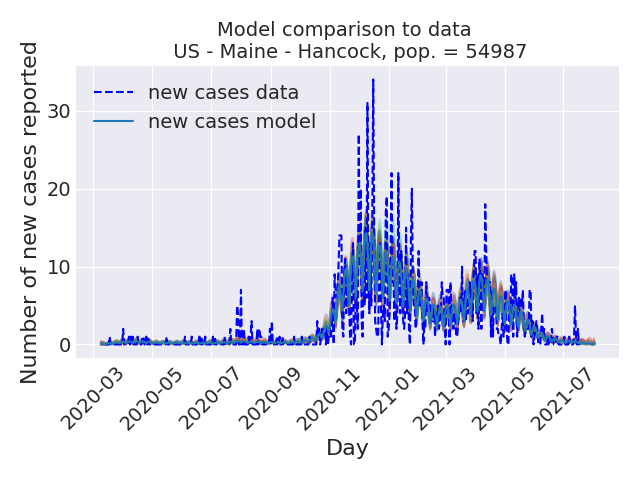 Model comparison to data
US - Maine - Hancock, pop. = 54987
Number of new cases reported
30
20
10
0
new cases data
new cases model
2020-03
2020-05
2020-07
2020-09
2020-11
2021-01
2021-03
2021-05
2021-07
Day